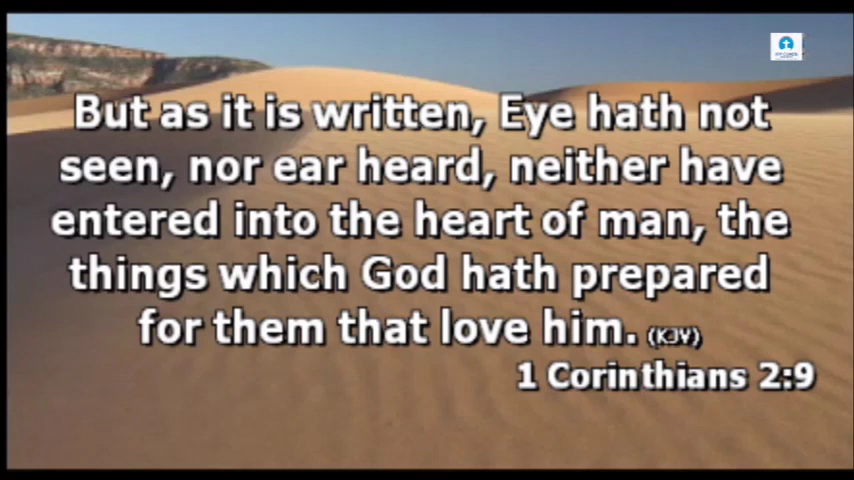 But as it is written, Eye hath not
seen, nor ear heard, neither have
entered into the heart of man, the
things which God hath prepared
for them that love him. (KJV)
1 Corinthians 2:9